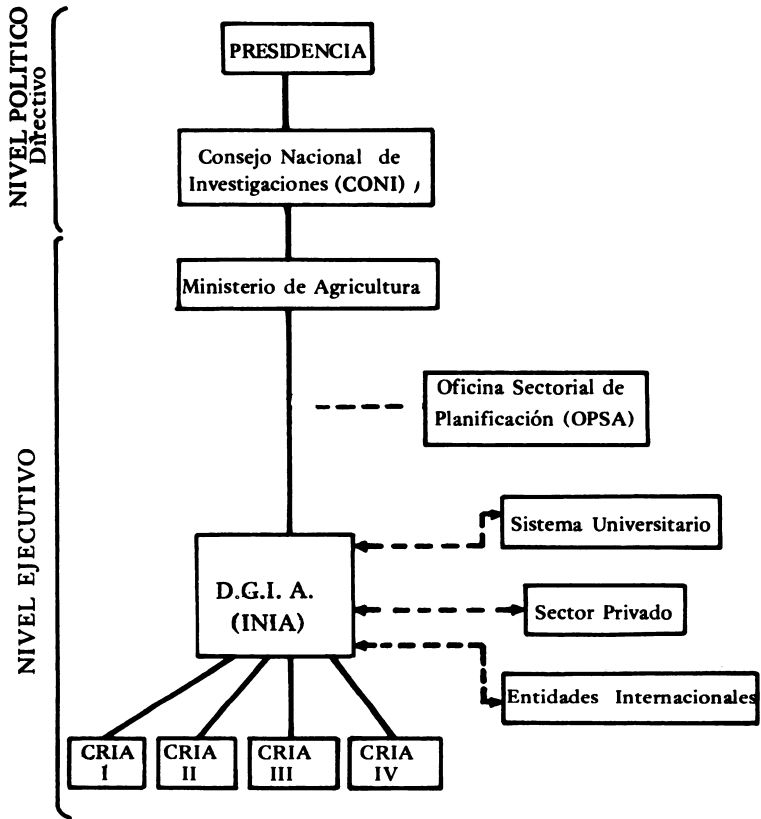 NIVEL POLITICO
Directivo
PRESIDENCIA
Consejo Nacional de
Investigaciones (CONI)
Ministerio de Agricultura
Oficina Sectorial de
Planificación (OPSA)
NIVEL EJECUTIVO
Sistema Universitario
D.G.I. A.
(INIA)
Sector Privado
Entidades Internacionales
CRIA
I
CRIA
II
CRIA
III
CRIA
IV